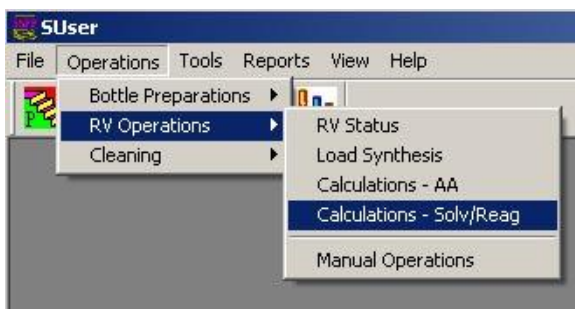 SUser
File Operations Tools Reports View Help
Bottle Preparations
RV Operations
Cleaning
RV Status
Load Synthesis
Calculations - AA
Calculations - Solv/Reag
Manual Operations
P